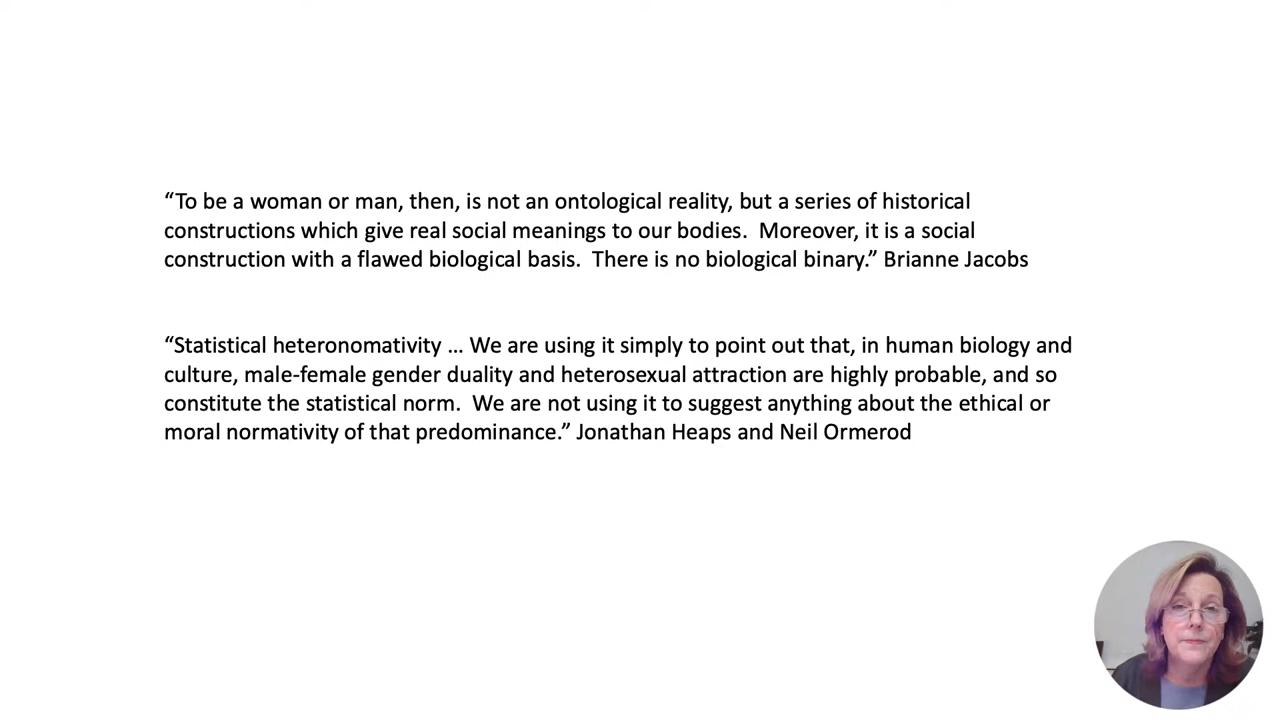 “To be a woman or man, then, is not an ontological reality, but a series of historical
constructions which give real social meanings to our bodies.  Moreover, it is a social
construction with a flawed biological basis.  There is no biological binary.” Brianne Jacobs
“Statistical heteronomativity … We are using it simply to point out that, in human biology and
culture, male-female gender duality and heterosexual attraction are highly probable, and so
constitute the statistical norm.  We are not using it to suggest anything about the ethical or
moral normativity of that predominance.” Jonathan Heaps and Neil Ormerod